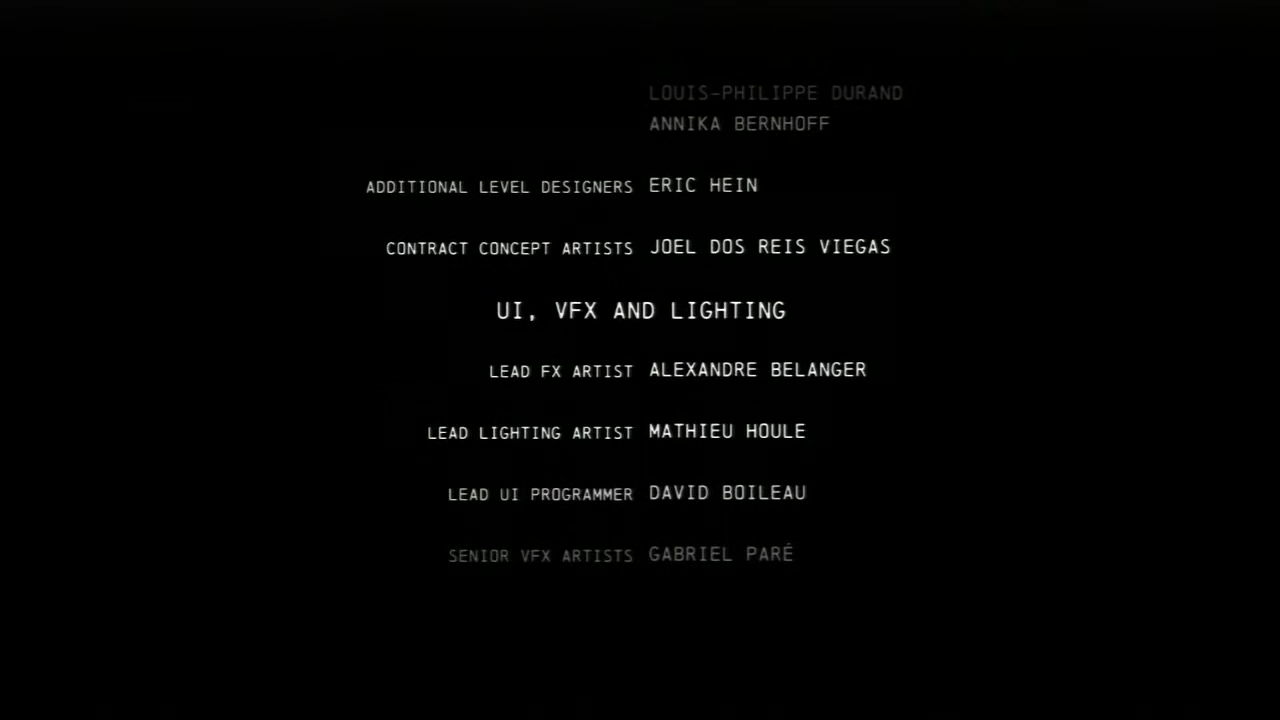 LOUIS-PHILIPPE DURAND
ANNIKA BERNHOFF
ADDITIONAL LEVEL DESIGNERS ERIC HEIN
CONTRACT CONCEPT ARTISTS JOEL DOS REIS VIEGAS
UI, VFX AND LIGHTING
LEAD FX ARTIST ALEXANDRE BELANGER
LEAD LIGHTING ARTIST MATHIEU HOULE
LEAD UI PROGRAMMER DAVID BOILEAU
SENIOR VFX ARTISTS GABRIEL PARÉ